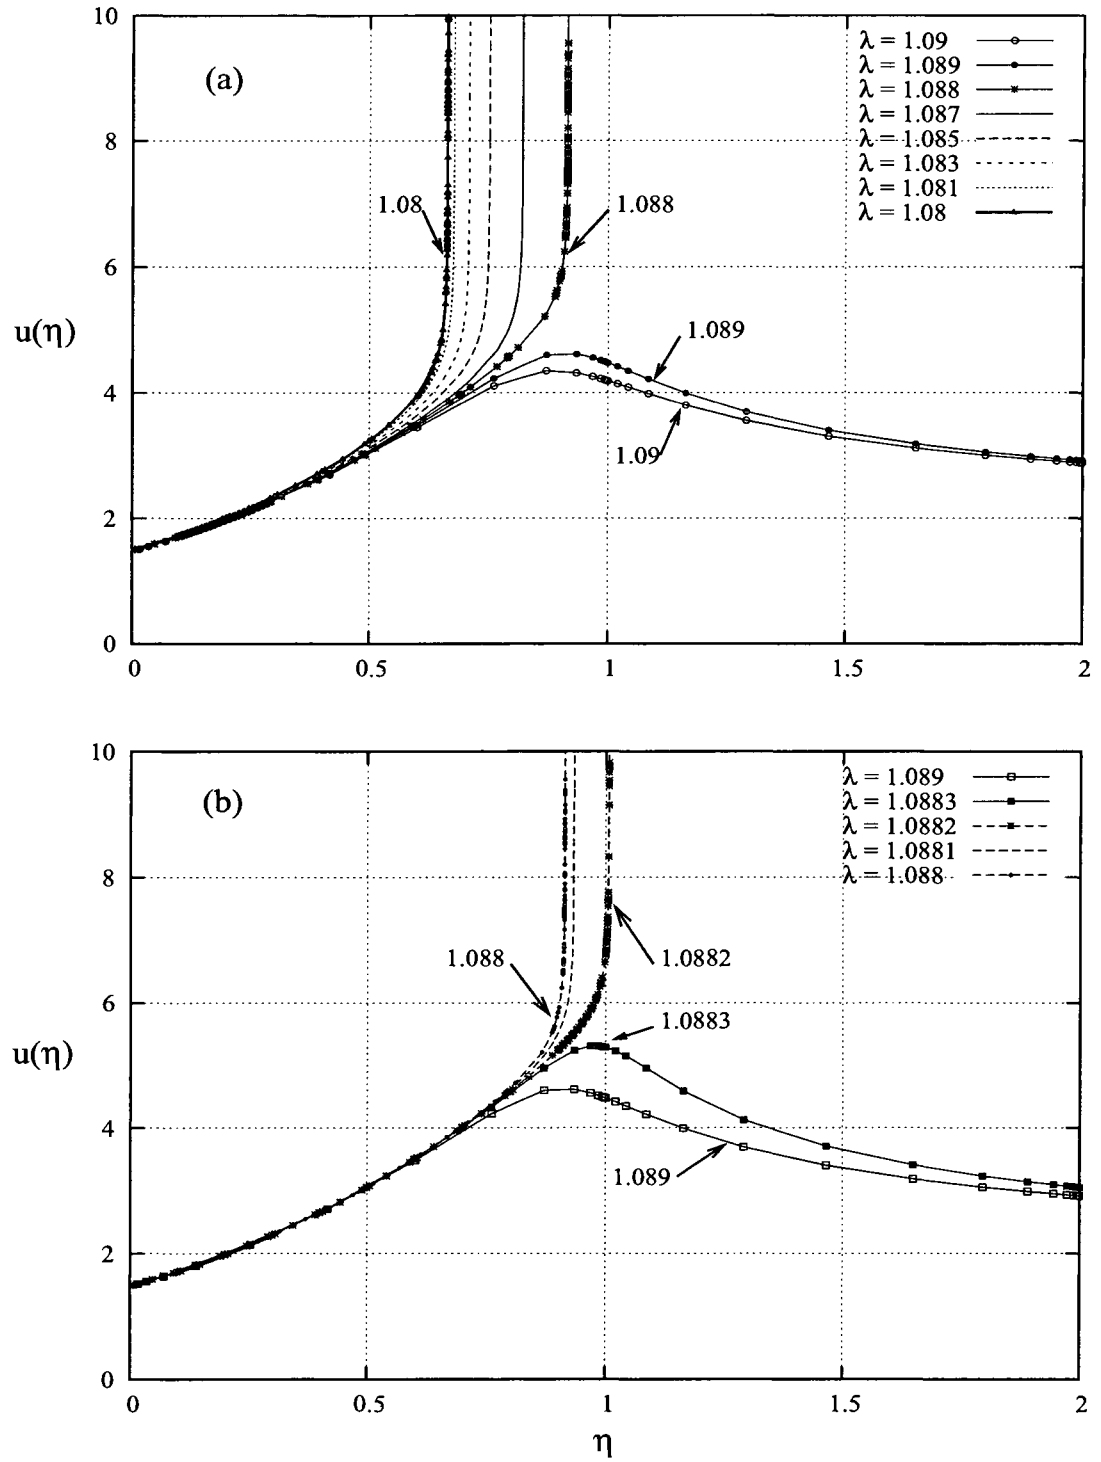 10
(a)
λ = 1.09
λ = 1.089
λ = 1.088
λ = 1.087
λ = 1.085
λ = 1.083
λ = 1.081
λ = 1.08
8
1.08
1.088
6
u(η)
1.089
4
1.09
2
0
0 0.5 1 1.5 2
10
(b)
λ = 1.089
λ = 1.0883
λ = 1.0882
λ = 1.0881
λ = 1.088
8
1.088
1.0882
6
1.0883
u(η)
4
1.089
2
0
0 0.5 1 1.5 2
η